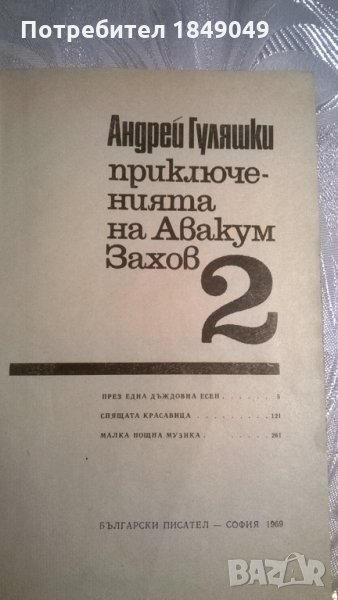 Потребител 1849049
Андрей Гуляшки
приключе-
нията
на Авакум
Захов
2
ПРЕЗ ЕДНА ДЪЖДОВНА ЕСЕН . . . . . . 5
СПЯЩАТА КРАСАВИЦА . . . . . . . . . 121
МАЛКА НОЩНА МУЗИКА . . . . . . 261
БЪЛГАРСКИ ПИСАТЕЛ — СОФИЯ 1969
BAZAR